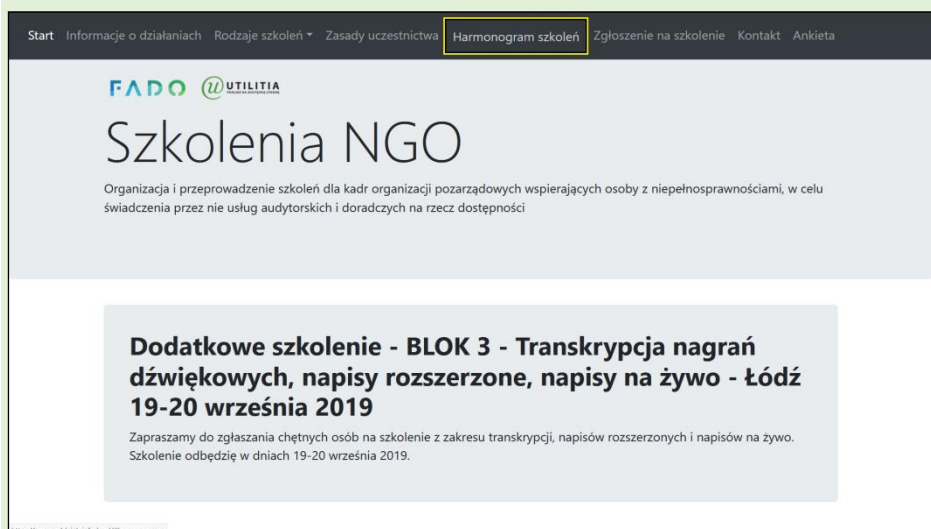 Start Informacje o działaniach Rodzaje szkoleń Zasady uczestnictwa Harmonogram szkoleń Zgłoszenie na szkolenie Kontakt Ankieta
FADO UTILITIA
Szkolenia NGO
Organizacja i przeprowadzenie szkoleń dla kadr organizacji pozarządowych wspierających osoby z niepełnosprawnościami, w celu
świadczenia przez nie usług audytorskich i doradczych na rzecz dostępności
Dodatkowe szkolenie - BLOK 3 - Transkrypcja nagrań
dźwiękowych, napisy rozszerzone, napisy na żywo - Łódź
19-20 września 2019
Zapraszamy do zgłaszania chętnych osób na szkolenie z zakresu transkrypcji, napisów rozszerzonych i napisów na żywo.
Szkolenie odbędzię w dniach 19-20 września 2019.